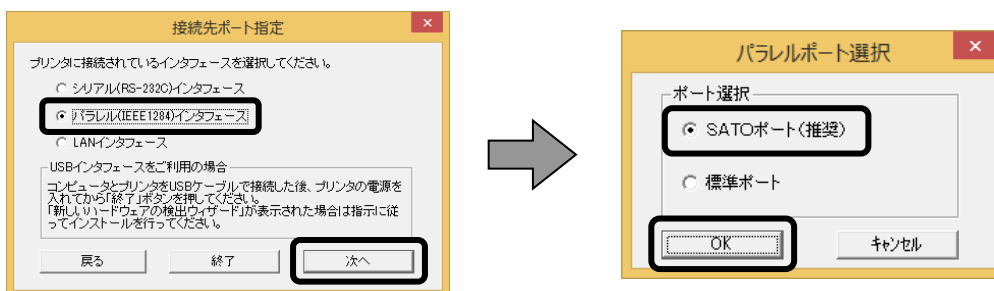 接続先ポート指定
プリンタに接続されているインタフェースを選択してください。
シリアル(RS-232C)インタフェース
パラレル(IEEE1284)インタフェース
LANインタフェース
USBインタフェースをご利用の場合
コンピュータとプリンタをUSBケーブルで接続した後、プリンタの電源を
入れてから「終了」ボタンを押してください。
「新しいハードウェアの検出ウィザード」が表示された場合は指示に従
ってインストールを行ってください。
戻る
終了
次へ
パラレルポート選択
ポート選択
SATOポート(推奨)
標準ポート
OK
キャンセル